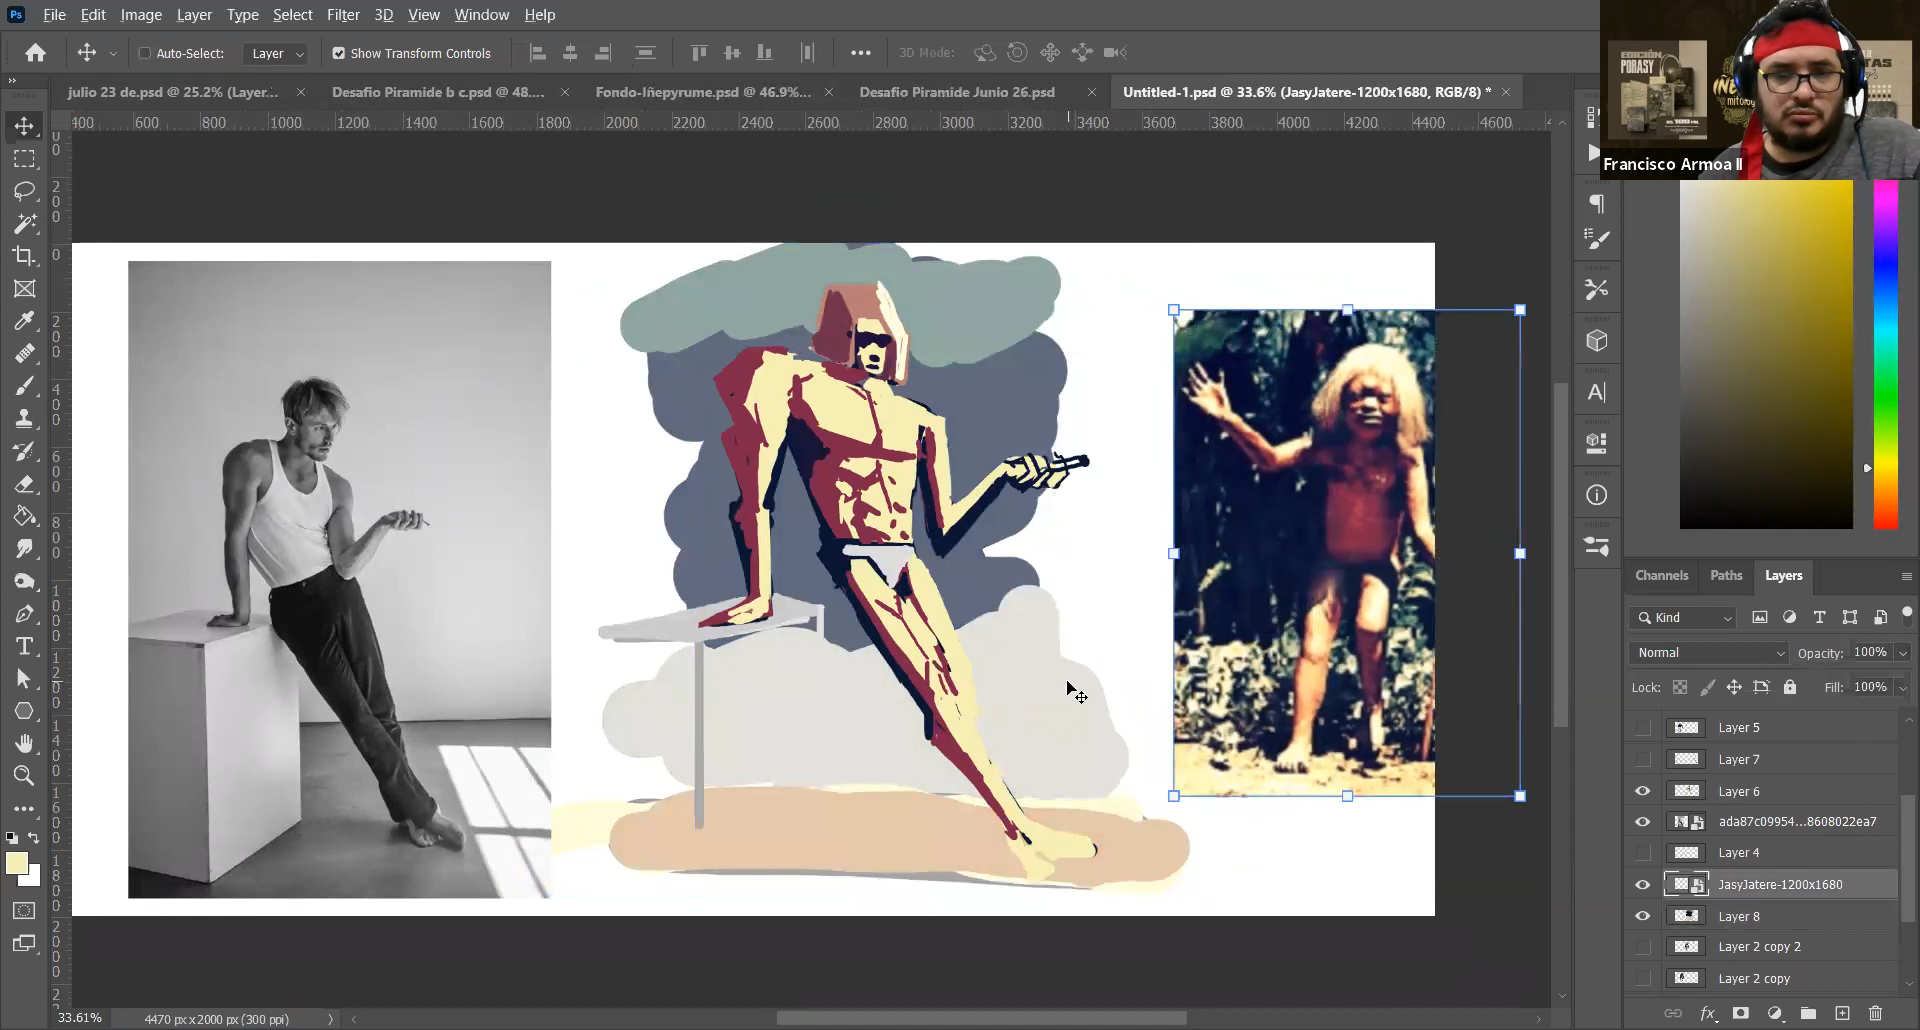 File Edit Image Layer Type Select Filter 3D View Window Help
Auto-Select: Layer Show Transform Controls 3D Mode:
julio 23 de.psd @ 25.2% (Layer... Desafio Piramide b c.psd @ 48.... Fondo-Iñepyrume.psd @ 46.9%... Desafio Piramide Junio 26.psd Untitled-1.psd @ 33.6% (JasyJatere-1200x1680, RGB/8) *
400 600 800 1000 1200 1400 1600 1800 2000 2200 2400 2600 2800 3000 3200 3400 3600 3800 4000 4200 4400 4600
EDICIÓN
PORASY
Francisco Armoa II
Channels Paths Layers
Kind
Normal Opacity: 100%
Lock: Fill: 100%
Layer 5
Layer 7
Layer 6
ada87c09954...8608022ea7
Layer 4
JasyJatere-1200x1680
Layer 8
Layer 2 copy 2
Layer 2 copy
33.61% 4470 px x 2000 px (300 ppi)